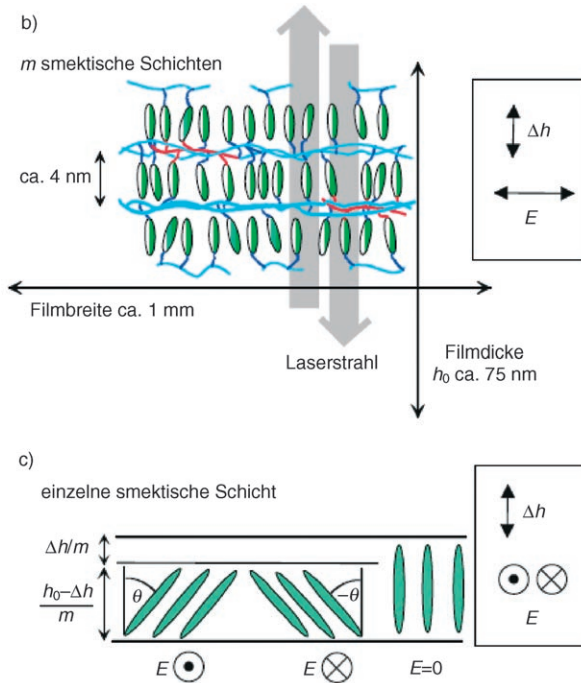 b)
m smektische Schichten
ca. 4 nm
Δh
E
Filmbreite ca. 1 mm
Laserstrahl
Filmdicke
h₀ ca. 75 nm
c)
einzelne smektische Schicht
Δh/m
h₀–Δh
m
θ
–θ
E
E
E=0
Δh
E